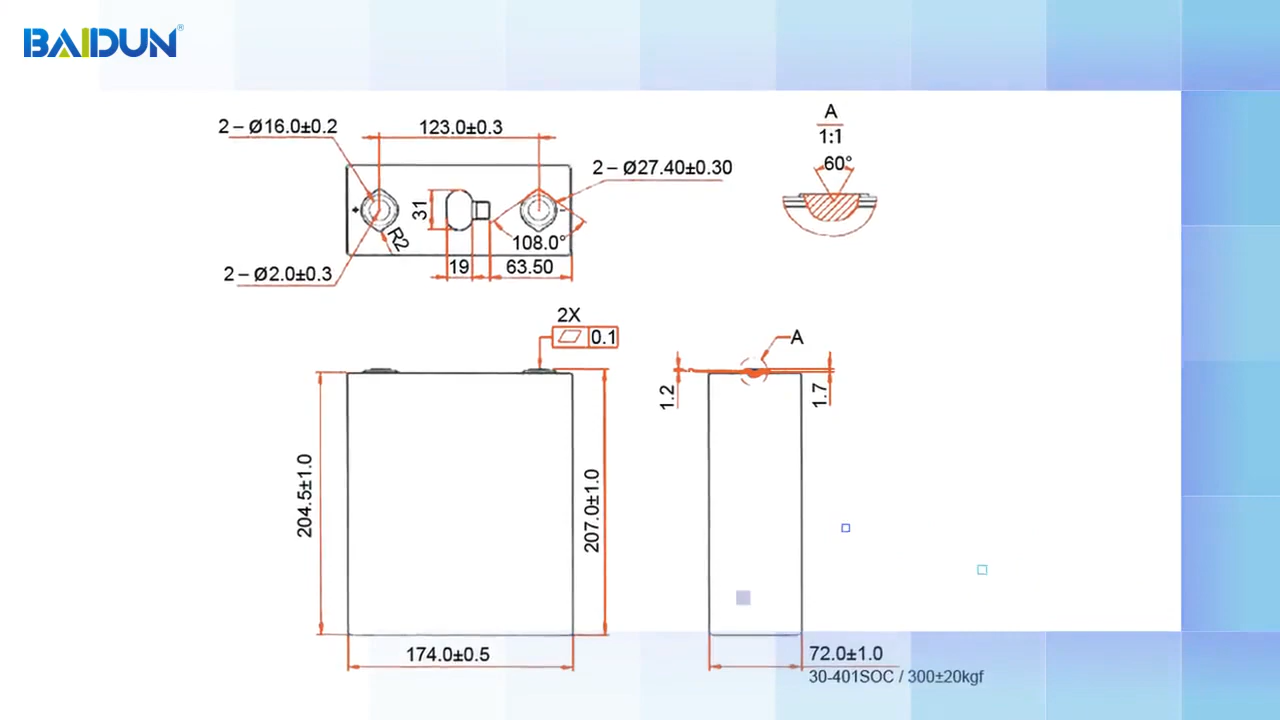 BAIDUN®
2 – Ø16.0±0.2
123.0±0.3
2 – Ø27.40±0.30
31
R2
108.0°
19
63.50
2 – Ø2.0±0.3
A
1:1
60°
2X
0.1
A
1.2
1.7
204.5±1.0
207.0±1.0
174.0±0.5
72.0±1.0
30-401SOC / 300±20kgf